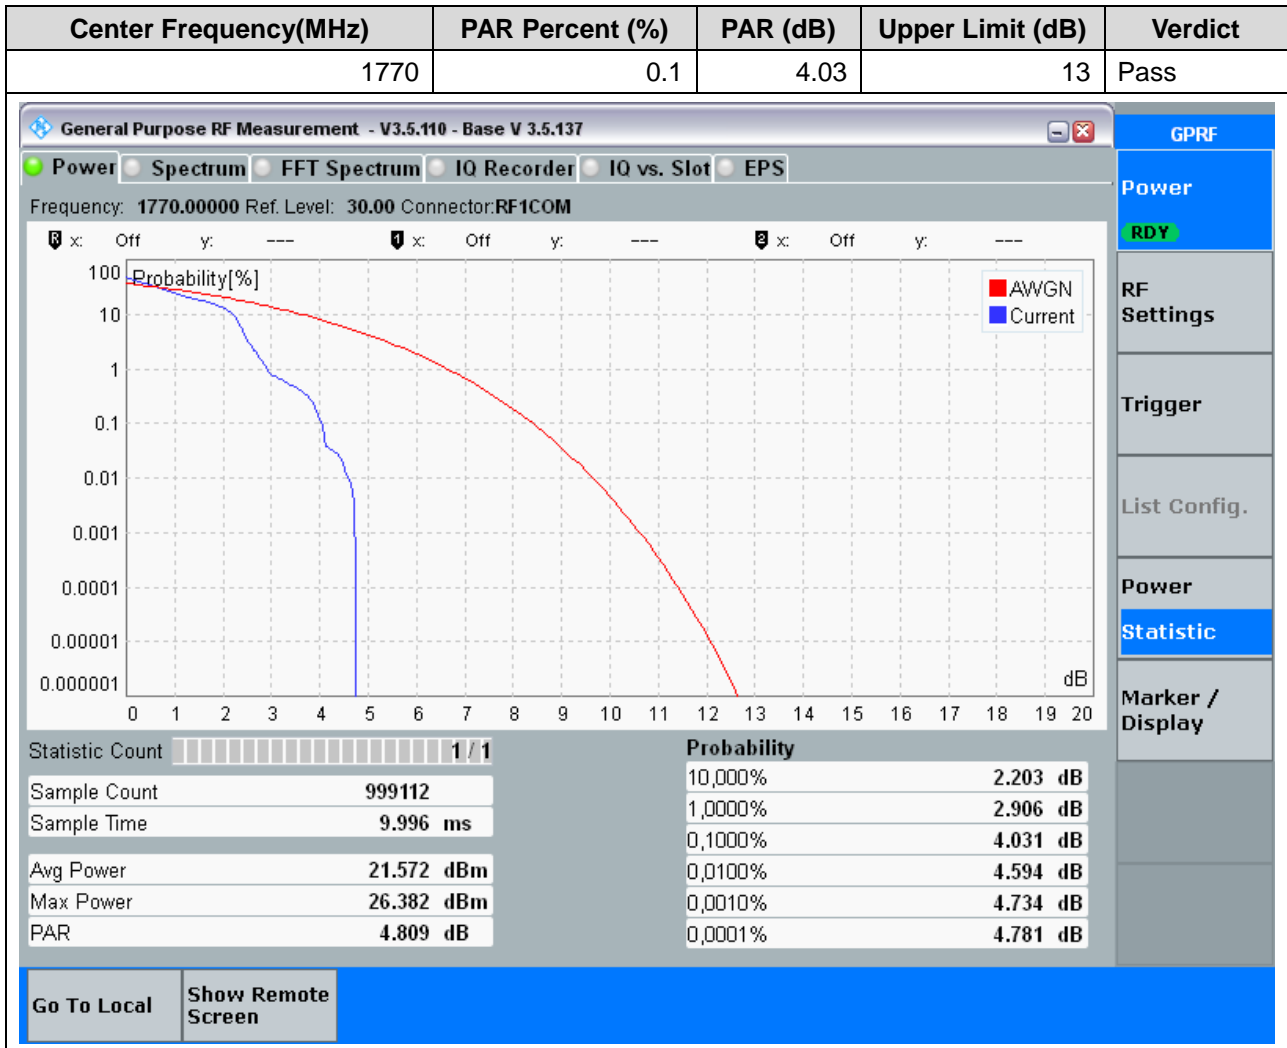 Center Frequency(MHz) PAR Percent (%) PAR (dB) Upper Limit (dB) Verdict
1770 0.1 4.03 13 Pass
General Purpose RF Measurement - V3.5.110 - Base V 3.5.137
GPRF
Power Spectrum FFT Spectrum IQ Recorder IQ vs. Slot EPS
Power
RDY
Frequency: 1770.00000 Ref. Level: 30.00 Connector:RF1COM
R x: Off y: --- 1 x: Off y: --- 2 x: Off y: ---
Probability[%]
AWGN
Current
100
10
1
0.1
0.01
0.001
0.0001
0.00001
0.000001
dB
0 1 2 3 4 5 6 7 8 9 10 11 12 13 14 15 16 17 18 19 20
RF
Settings
Trigger
List Config.
Power
Statistic
Marker /
Display
Statistic Count 1 / 1
Sample Count 999112
Sample Time 9.996 ms
Avg Power 21.572 dBm
Max Power 26.382 dBm
PAR 4.809 dB
Probability
10,000% 2.203 dB
1,0000% 2.906 dB
0,1000% 4.031 dB
0,0100% 4.594 dB
0,0010% 4.734 dB
0,0001% 4.781 dB
Go To Local
Show Remote
Screen